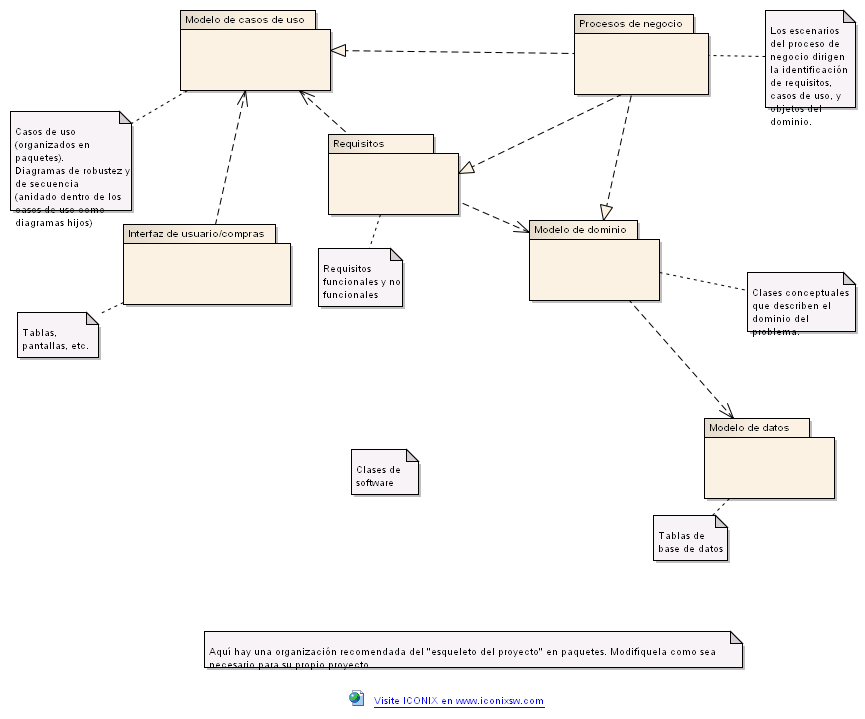 Modelo de casos de uso
Procesos de negocio
Los escenarios
del proceso de
negocio dirigen
la identificación
de requisitos,
casos de uso, y
objetos del
dominio.
Casos de uso
(organizados en
paquetes).
Diagramas de robustez y
de secuencia
(anidado dentro de los
casos de uso como
diagramas hijos)
Requisitos
Interfaz de usuario/compras
Modelo de dominio
Requisitos
funcionales y no
funcionales
Clases conceptuales
que describen el
dominio del
problema.
Tablas,
pantallas, etc.
Modelo de datos
Clases de
software
Tablas de
base de datos
Aquí hay una organización recomendada del "esqueleto del proyecto" en paquetes. Modifiquela como sea
necesario para su propio proyecto
Visite ICONIX en www.iconixsw.com